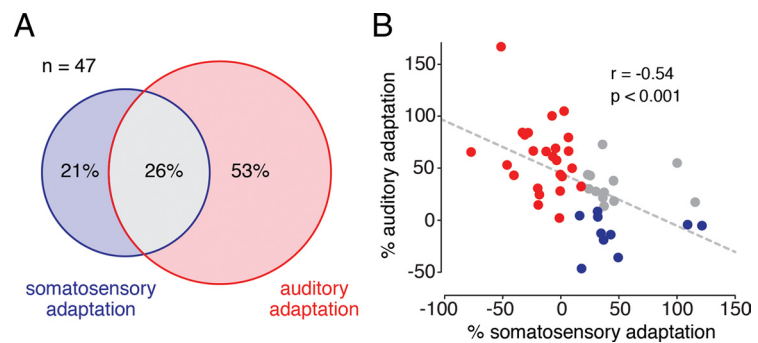 A
n = 47
21%
26%
53%
somatosensory
adaptation
auditory
adaptation
B
r = -0.54
p < 0.001
% auditory adaptation
150
100
50
0
-50
-100
-50
0
50
100
150
% somatosensory adaptation